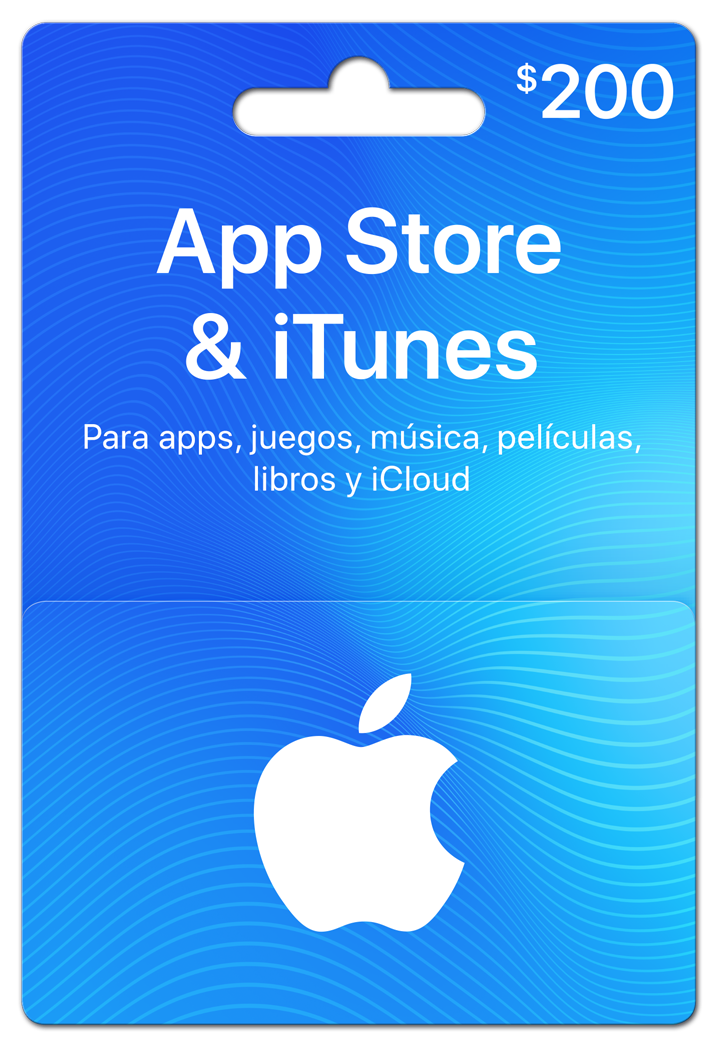 $200
App Store
& iTunes
Para apps, juegos, música, películas,
libros y iCloud